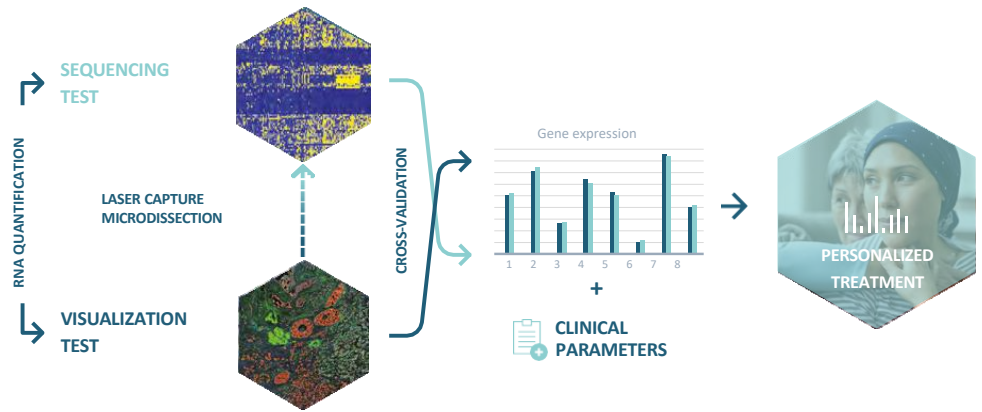 RNA QUANTIFICATION
SEQUENCING
TEST
LASER CAPTURE
MICRODISSECTION
VISUALIZATION
TEST
CROSS-VALIDATION
Gene expression
1 2 3 4 5 6 7 8
+
CLINICAL
PARAMETERS
PERSONALIZED
TREATMENT